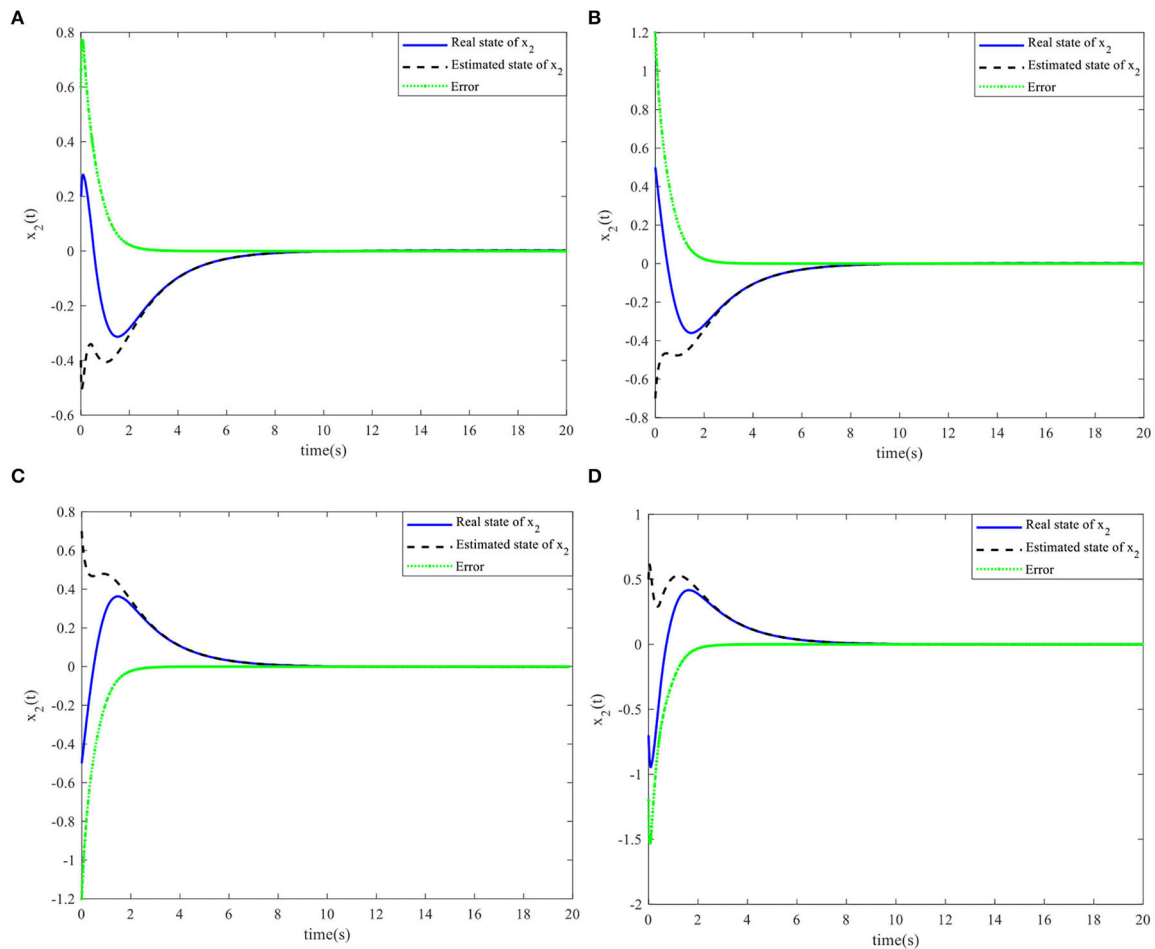 A
0.8
0.6
0.4
0.2
0
-0.2
-0.4
-0.6
x2(t)
0 2 4 6 8 10 12 14 16 18 20
time(s)
Real state of x2
Estimated state of x2
Error
B
1.2
1
0.8
0.6
0.4
0.2
0
-0.2
-0.4
-0.6
-0.8
x2(t)
0 2 4 6 8 10 12 14 16 18 20
time(s)
Real state of x2
Estimated state of x2
Error
C
0.8
0.6
0.4
0.2
0
-0.2
-0.4
-0.6
-0.8
-1
-1.2
x2(t)
0 2 4 6 8 10 12 14 16 18 20
time(s)
Real state of x2
Estimated state of x2
Error
D
1
0.5
0
-0.5
-1
-1.5
-2
x2(t)
0 2 4 6 8 10 12 14 16 18 20
time(s)
Real state of x2
Estimated state of x2
Error